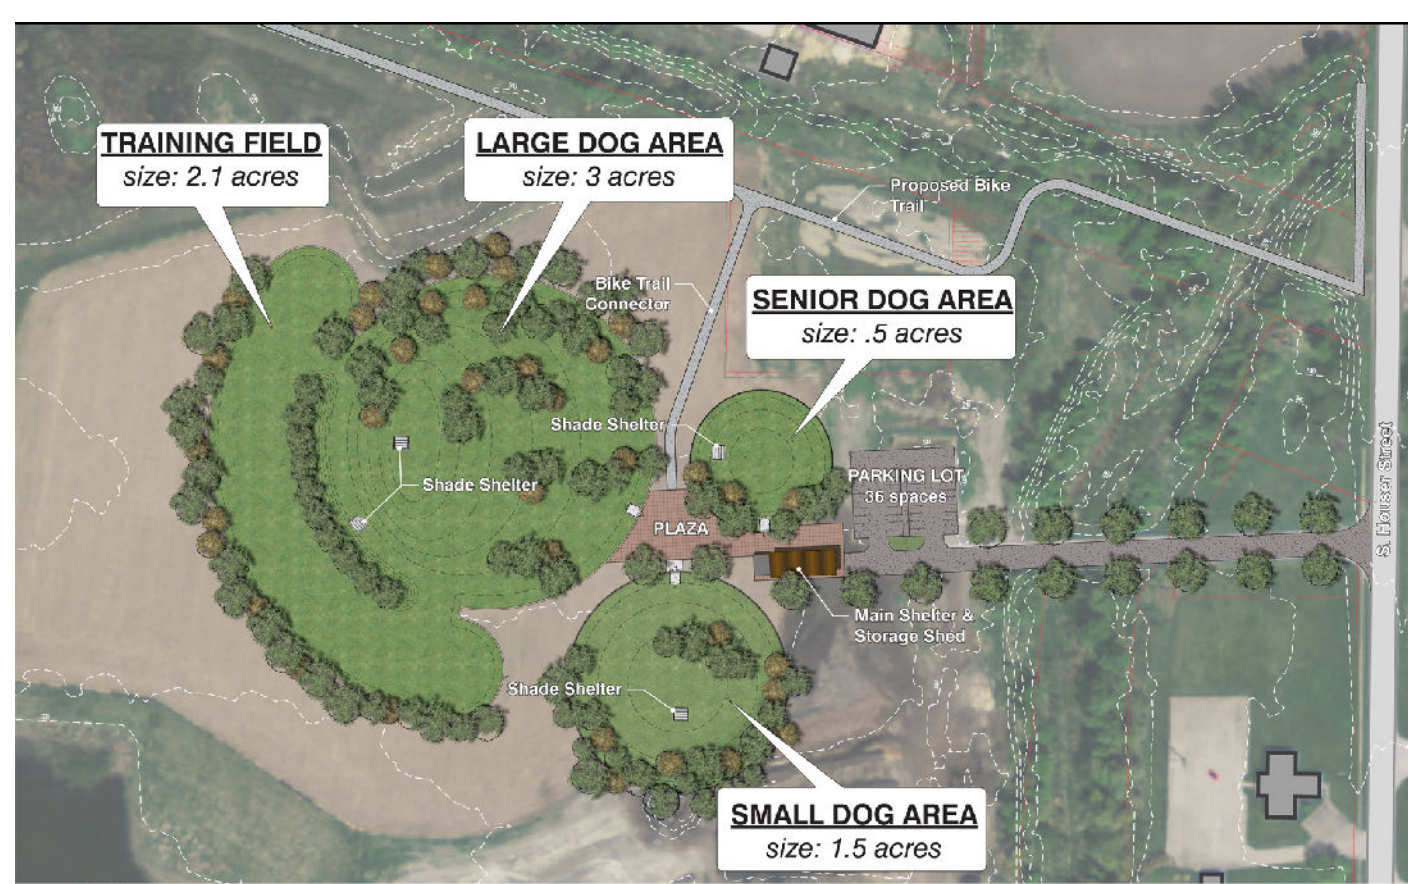 TRAINING FIELD
size: 2.1 acres
LARGE DOG AREA
size: 3 acres
Proposed Bike
Trail
Bike Trail
Connector
SENIOR DOG AREA
size: .5 acres
Shade Shelter
Shade Shelter
PARKING LOT
36 spaces
PLAZA
S. Houser Street
Main Shelter &
Storage Shed
Shade Shelter
SMALL DOG AREA
size: 1.5 acres